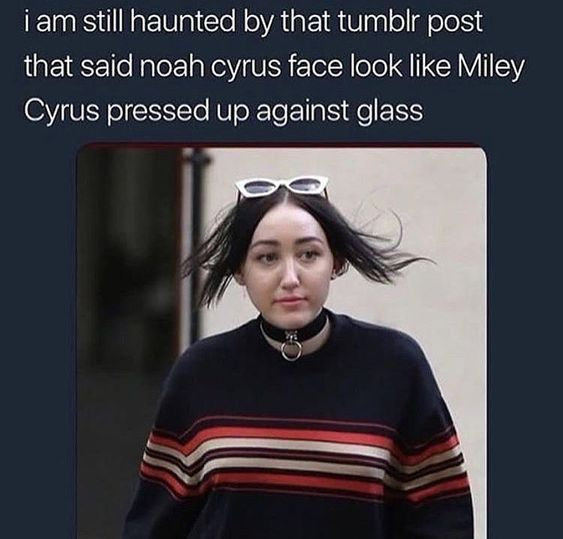 i am still haunted by that tumblr post
that said noah cyrus face look like Miley
Cyrus pressed up against glass